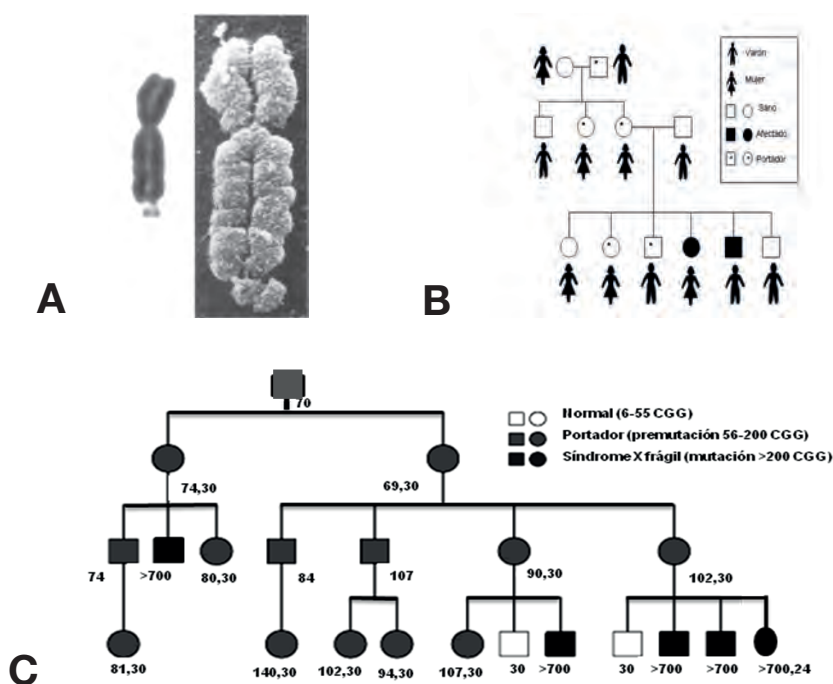 A
B
Varón
Mujer
Sano
Afectado
Portador
C
70
Normal (6-55 CGG)
Portador (premutación 56-200 CGG)
Síndrome X frágil (mutación >200 CGG)
74,30
69,30
74
>700
80,30
84
107
90,30
102,30
81,30
140,30
102,30
94,30
107,30
30
>700
30
>700
>700
>700,24